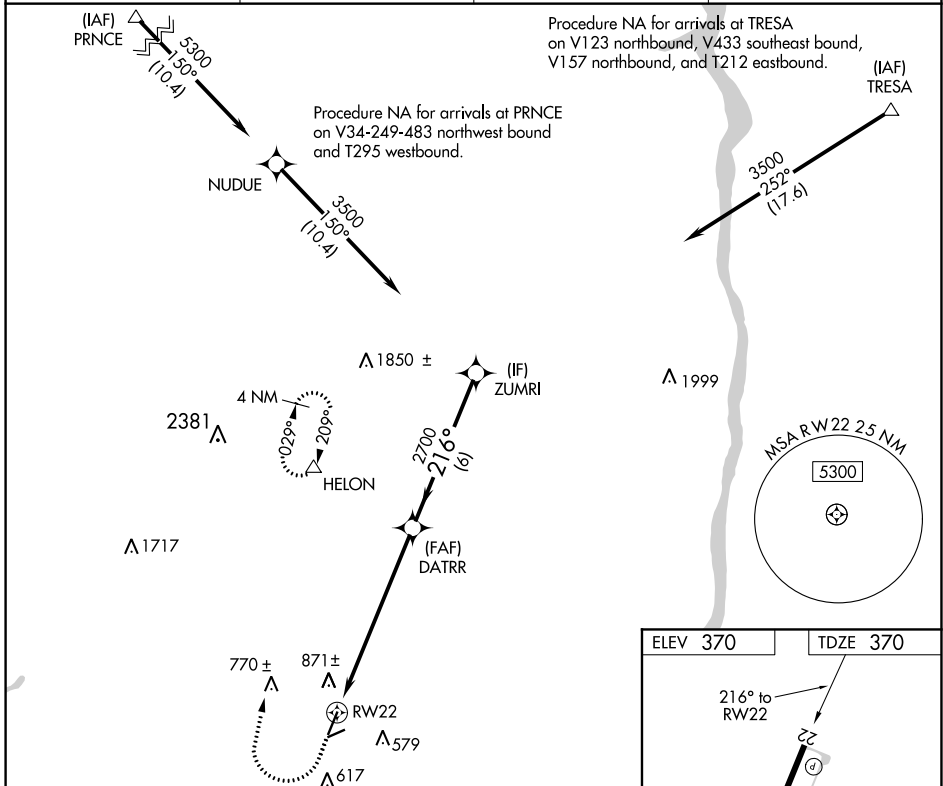 (IAF)
PRNCE
5300
150°
(10.4)
Procedure NA for arrivals at TRESA
on V123 northbound, V433 southeast bound,
V157 northbound, and T212 eastbound.
(IAF)
TRESA
Procedure NA for arrivals at PRNCE
on V34-249-483 northwest bound
and T295 westbound.
3500
252°
(17.6)
NUDUE
3500
150°
(10.4)
1850 ±
(IF)
ZUMRI
1999
4 NM
2381
029°
209°
HELON
2700
216°
(6)
MSA RW22 25 NM
5300
1717
(FAF)
DATRR
770 ±
871±
RW22
579
617
ELEV 370
TDZE 370
216° to
RW22
22
P